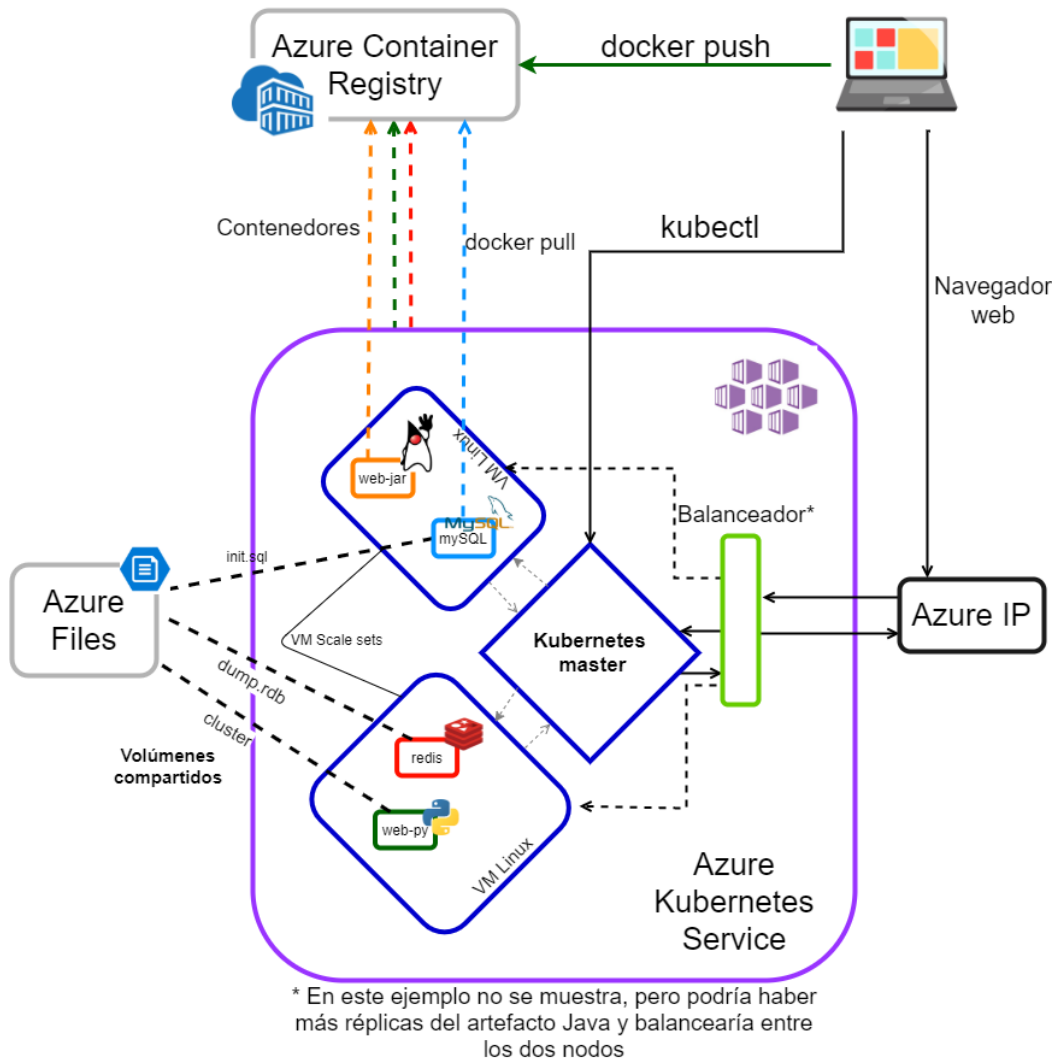 Azure Container
Registry
docker push
Contenedores
docker pull
kubectl
Navegador
web
VM Linux
web-jar
MySQL
mySQL
Balanceador*
init.sql
Azure
Files
VM Scale sets
Kubernetes
master
Azure IP
dump.rdb
cluster
Volúmenes
compartidos
redis
web-py
VM Linux
Azure
Kubernetes
Service
* En este ejemplo no se muestra, pero podría haber
más réplicas del artefacto Java y balancearía entre
los dos nodos